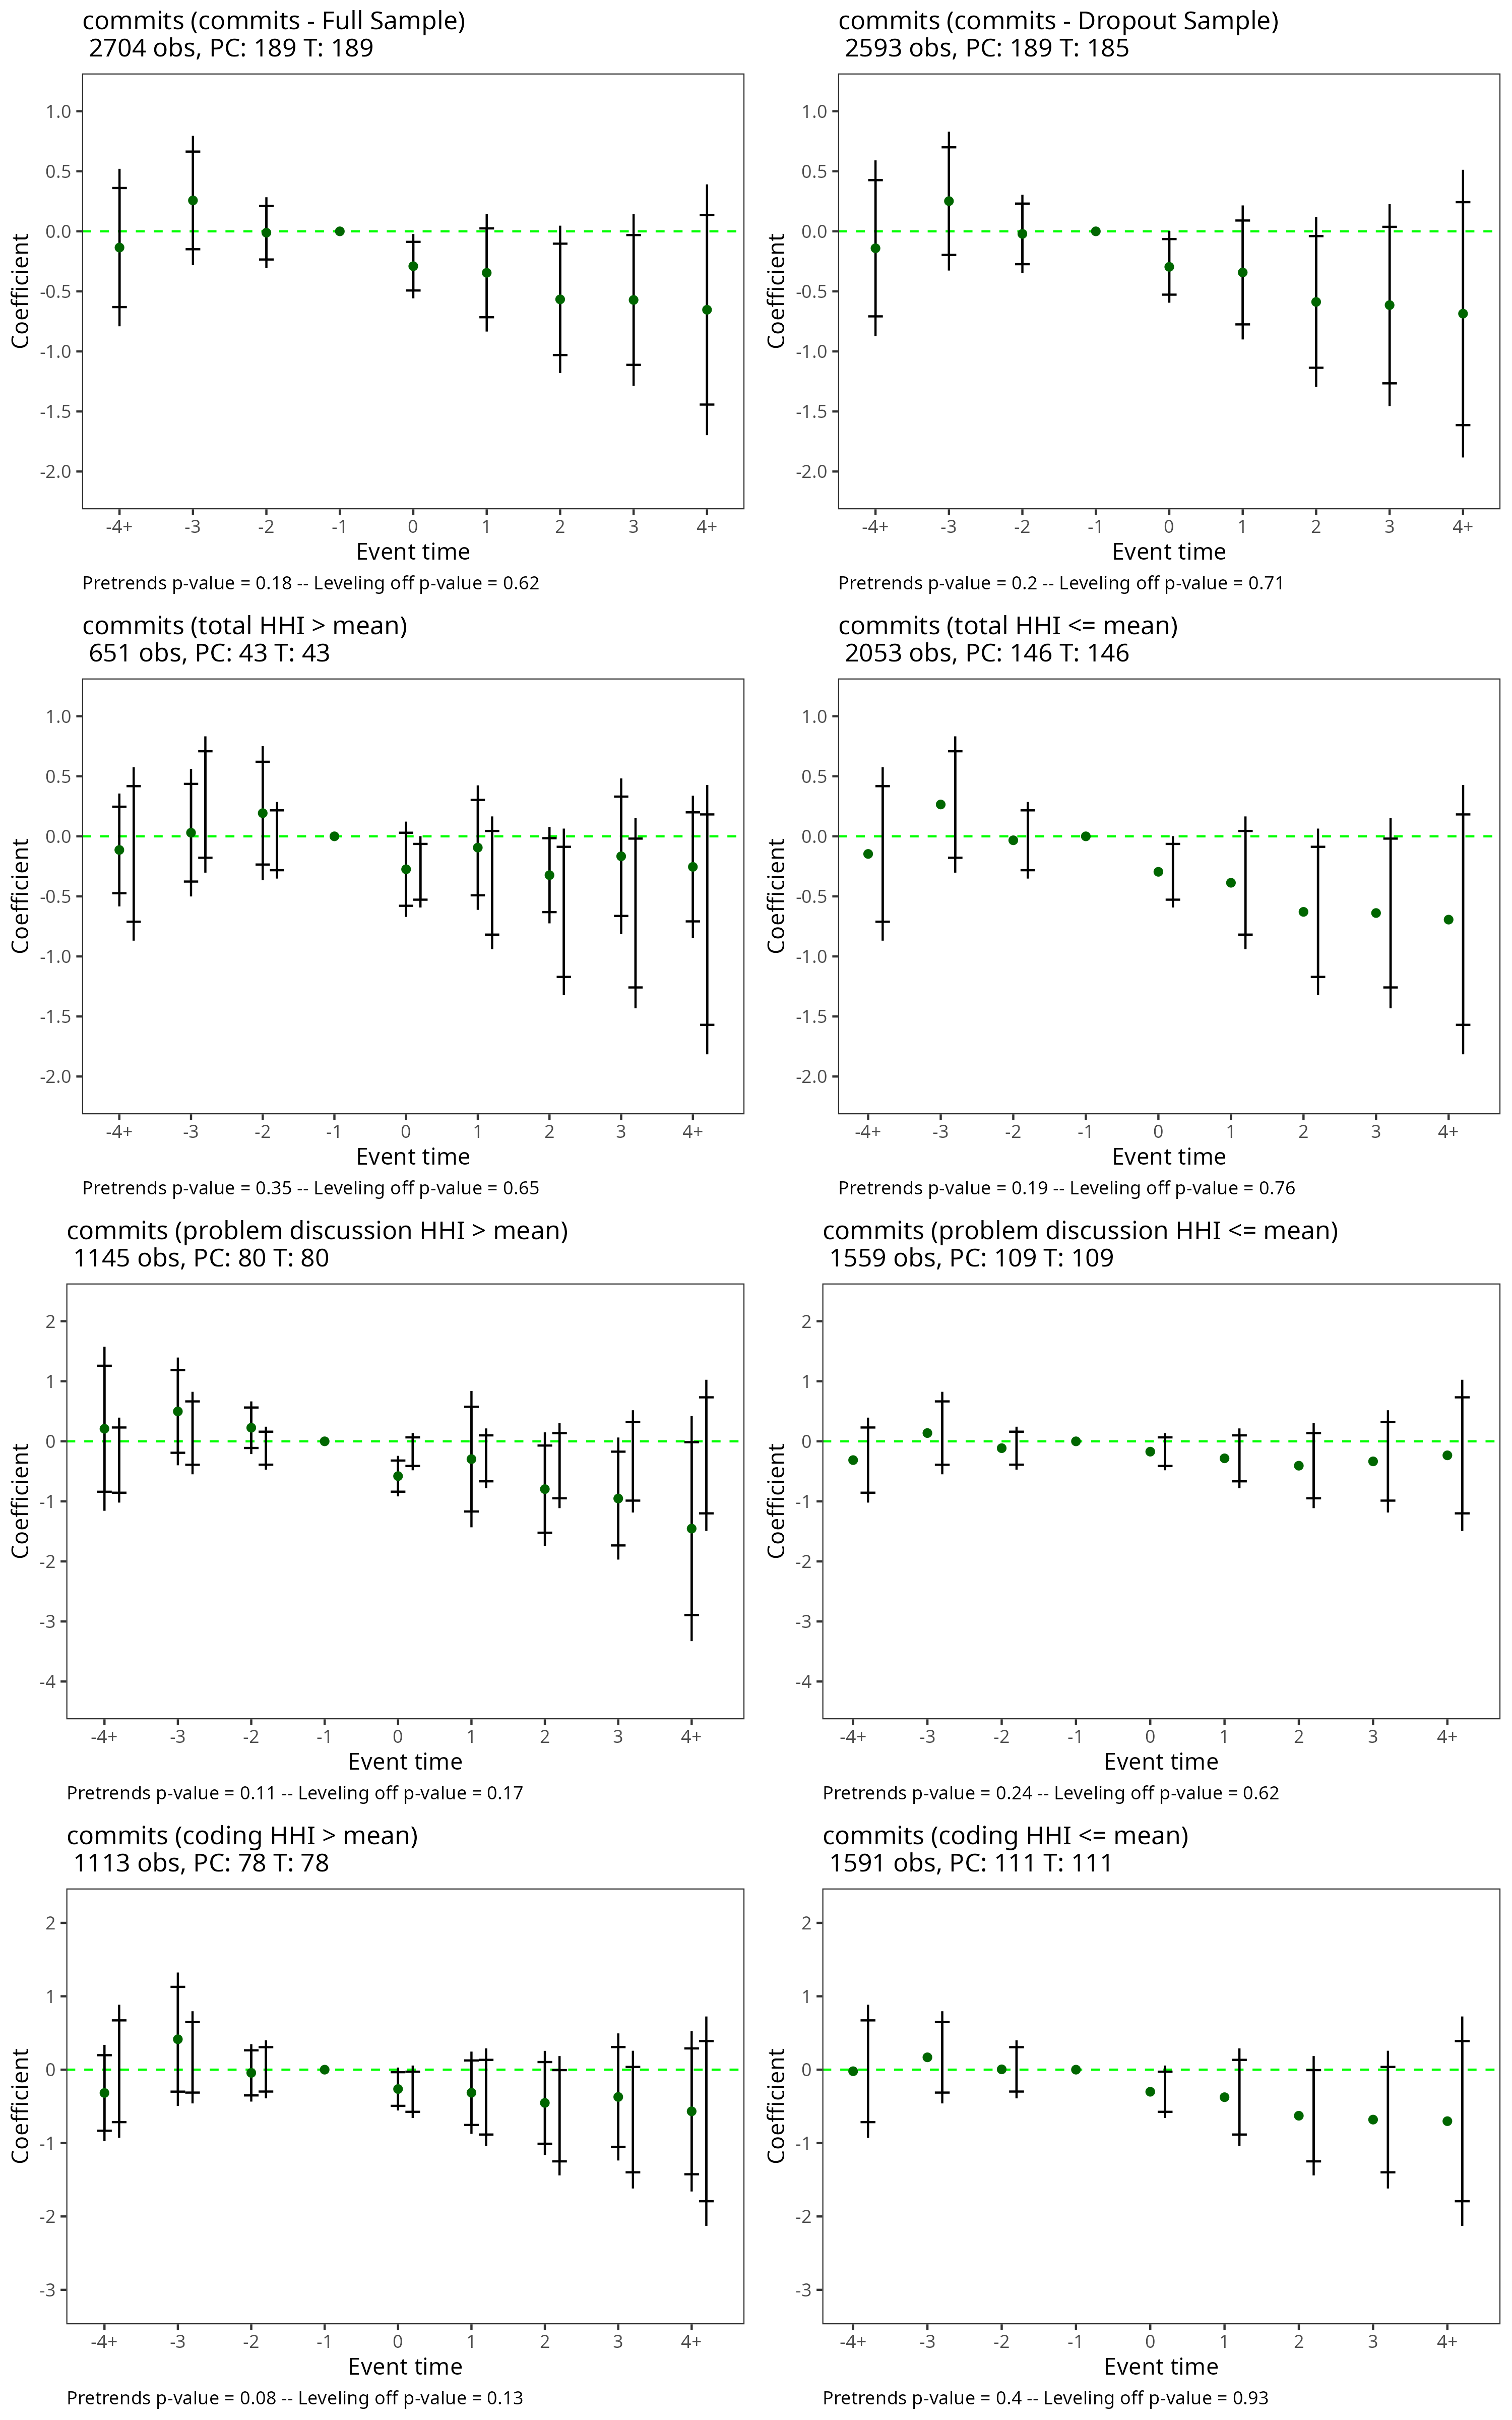 commits (commits - Full Sample)
2704 obs, PC: 189 T: 189
1.0
0.5
0.0
-0.5
-1.0
-1.5
-2.0
Coefficient
-4+ -3 -2 -1 0 1 2 3 4+
Event time
Pretrends p-value = 0.18 -- Leveling off p-value = 0.62
commits (commits - Dropout Sample)
2593 obs, PC: 189 T: 185
1.0
0.5
0.0
-0.5
-1.0
-1.5
-2.0
Coefficient
-4+ -3 -2 -1 0 1 2 3 4+
Event time
Pretrends p-value = 0.2 -- Leveling off p-value = 0.71
commits (total HHI > mean)
651 obs, PC: 43 T: 43
1.0
0.5
0.0
-0.5
-1.0
-1.5
-2.0
Coefficient
-4+ -3 -2 -1 0 1 2 3 4+
Event time
Pretrends p-value = 0.35 -- Leveling off p-value = 0.65
commits (total HHI <= mean)
2053 obs, PC: 146 T: 146
1.0
0.5
0.0
-0.5
-1.0
-1.5
-2.0
Coefficient
-4+ -3 -2 -1 0 1 2 3 4+
Event time
Pretrends p-value = 0.19 -- Leveling off p-value = 0.76
commits (problem discussion HHI > mean)
1145 obs, PC: 80 T: 80
2
1
0
-1
-2
-3
-4
Coefficient
-4+ -3 -2 -1 0 1 2 3 4+
Event time
Pretrends p-value = 0.11 -- Leveling off p-value = 0.17
commits (problem discussion HHI <= mean)
1559 obs, PC: 109 T: 109
2
1
0
-1
-2
-3
-4
Coefficient
-4+ -3 -2 -1 0 1 2 3 4+
Event time
Pretrends p-value = 0.24 -- Leveling off p-value = 0.62
commits (coding HHI > mean)
1113 obs, PC: 78 T: 78
2
1
0
-1
-2
-3
Coefficient
-4+ -3 -2 -1 0 1 2 3 4+
Event time
Pretrends p-value = 0.08 -- Leveling off p-value = 0.13
commits (coding HHI <= mean)
1591 obs, PC: 111 T: 111
2
1
0
-1
-2
-3
Coefficient
-4+ -3 -2 -1 0 1 2 3 4+
Event time
Pretrends p-value = 0.4 -- Leveling off p-value = 0.93